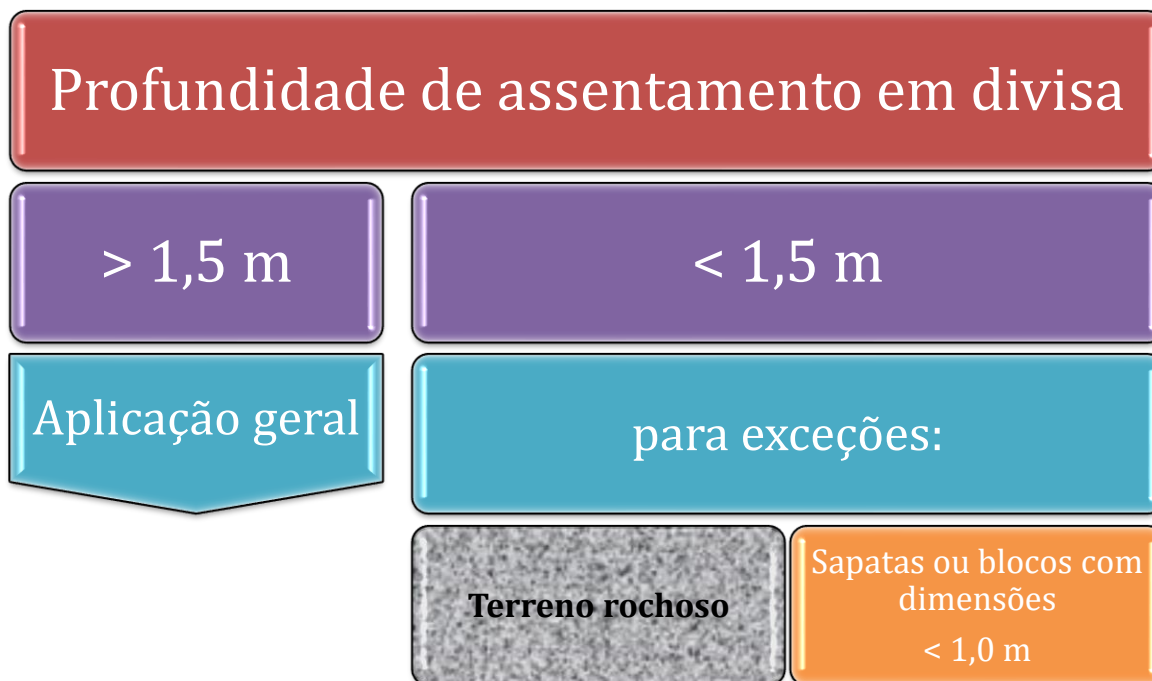 Profundidade de assentamento em divisa
> 1,5 m
< 1,5 m
Aplicação geral
para exceções:
Terreno rochoso
Sapatas ou blocos com
dimensões
< 1,0 m